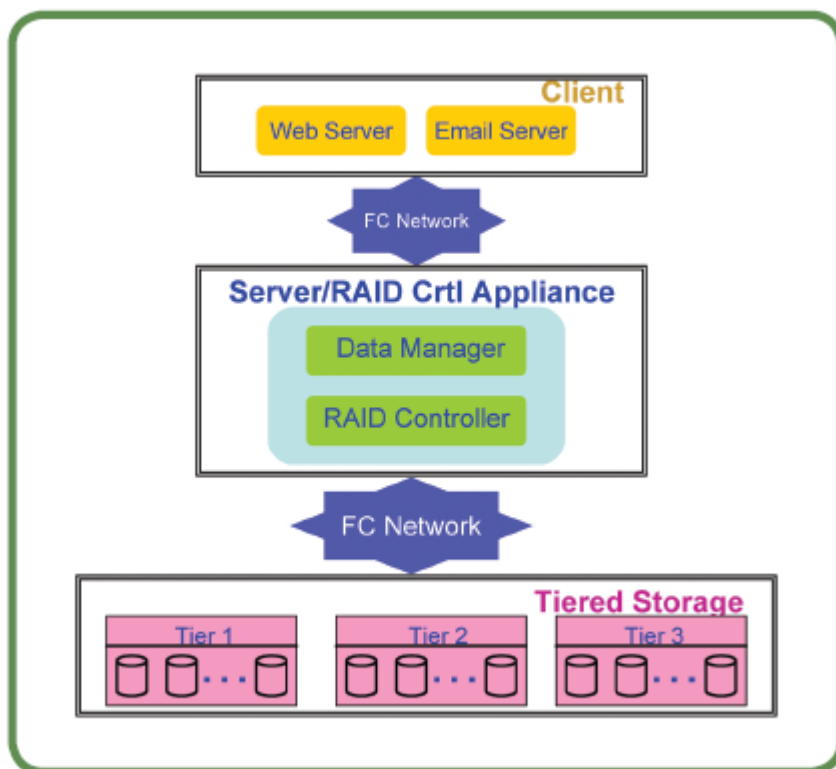 Client
Web Server
Email Server
FC Network
Server/RAID Crtl Appliance
Data Manager
RAID Controller
FC Network
Tiered Storage
Tier 1
Tier 2
Tier 3